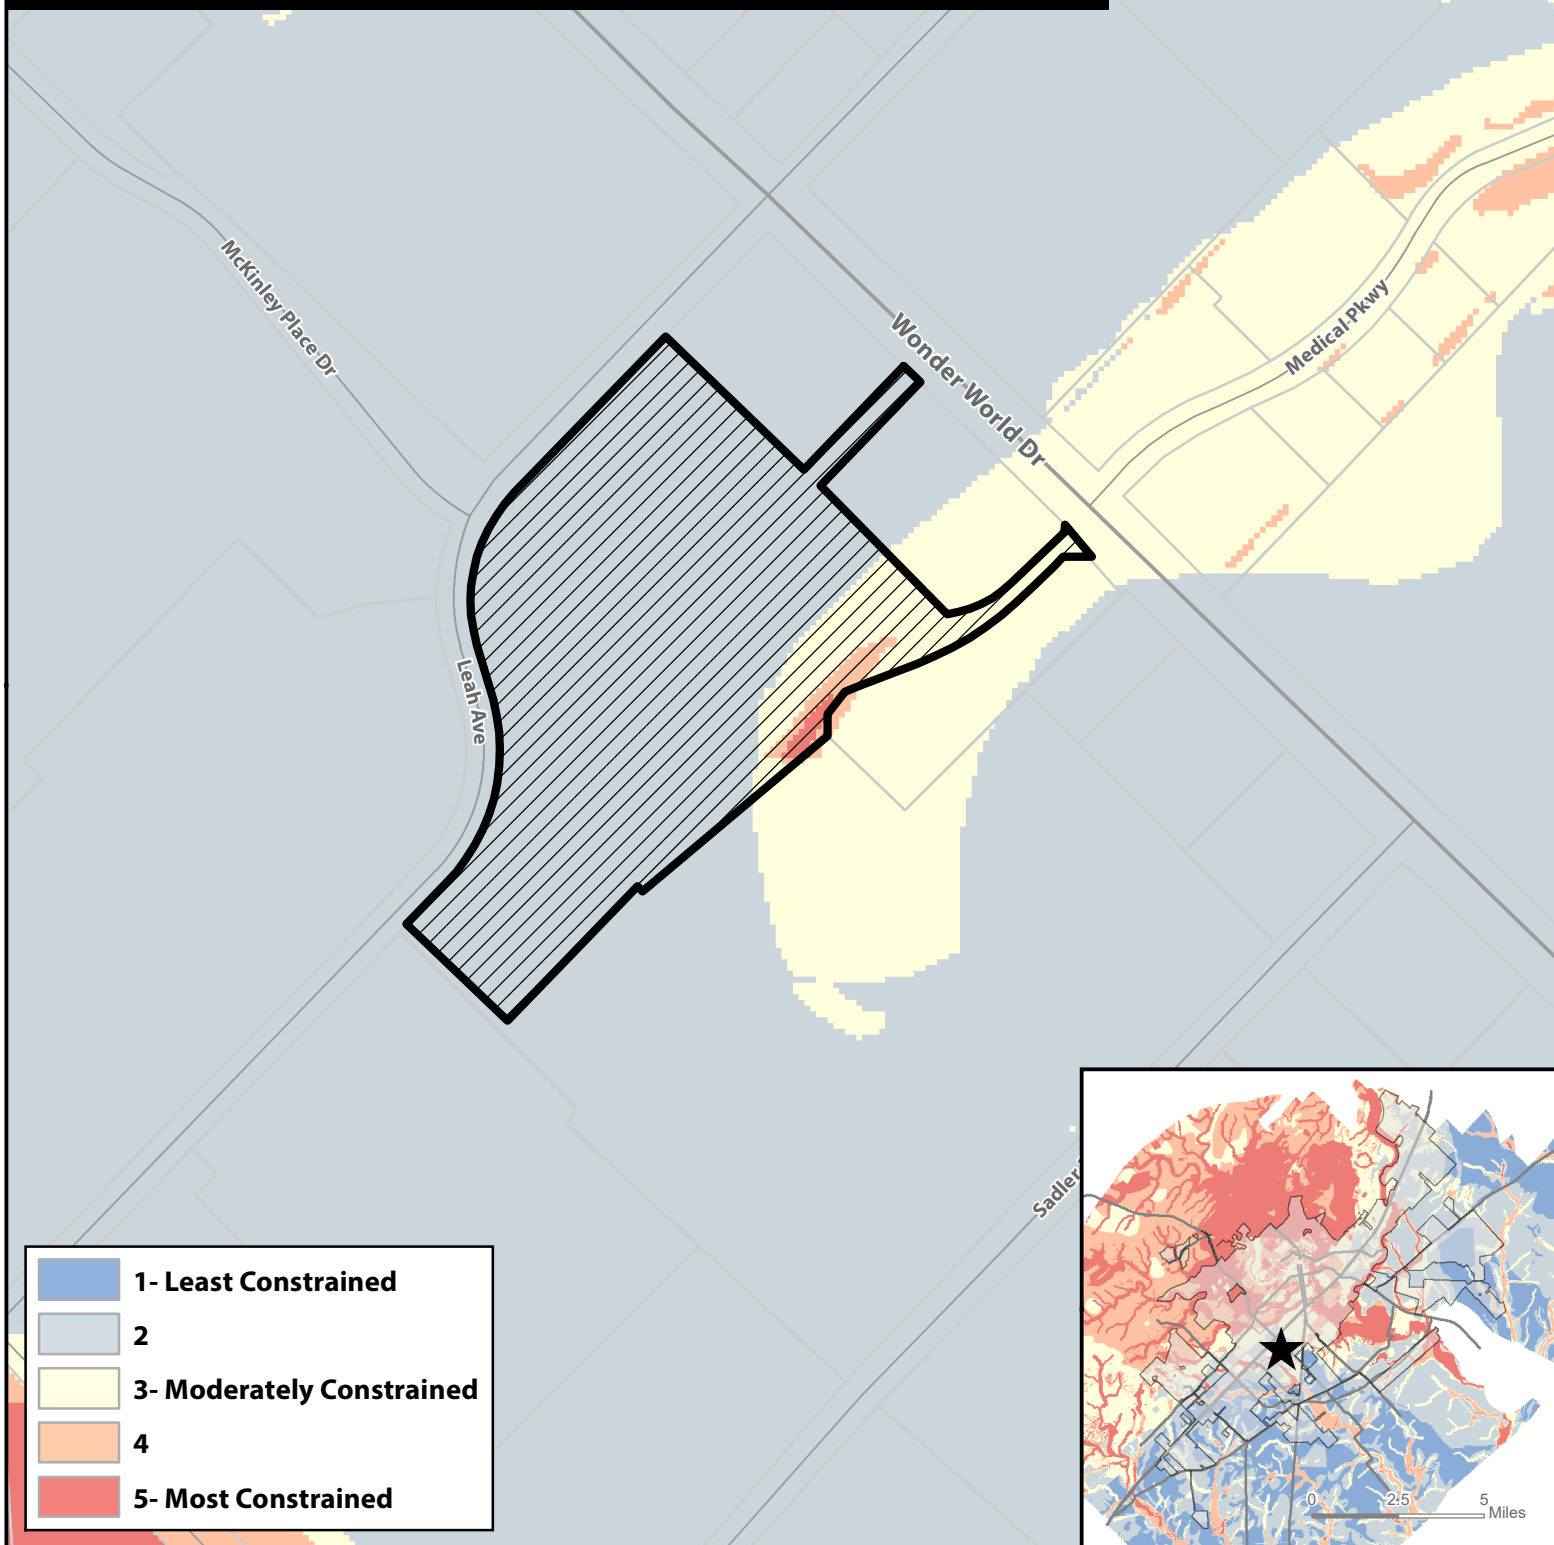 McKinley Place Dr
Wonder World Dr
Medical Pkwy
Leah Ave
Sadler
1- Least Constrained
2
3- Moderately Constrained
4
5- Most Constrained
0 2.5 5
Miles